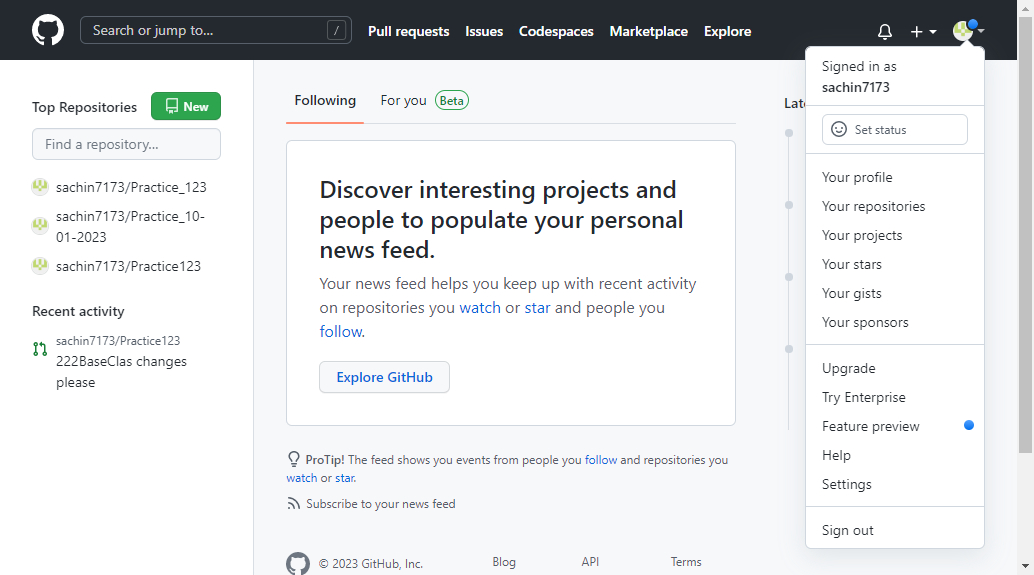 Search or jump to...
/
Pull requests
Issues
Codespaces
Marketplace
Explore
Top Repositories
New
Find a repository...
sachin7173/Practice_123
sachin7173/Practice_10-
01-2023
sachin7173/Practice123
Recent activity
sachin7173/Practice123
222BaseClas changes
please
Following
For you
Beta
Discover interesting projects and
people to populate your personal
news feed.
Your news feed helps you keep up with recent activity
on repositories you watch or star and people you
follow.
Explore GitHub
ProTip! The feed shows you events from people you follow and repositories you
watch or star.
Subscribe to your news feed
© 2023 GitHub, Inc.
Blog
API
Terms
Signed in as
sachin7173
Set status
Your profile
Your repositories
Your projects
Your stars
Your gists
Your sponsors
Upgrade
Try Enterprise
Feature preview
Help
Settings
Sign out